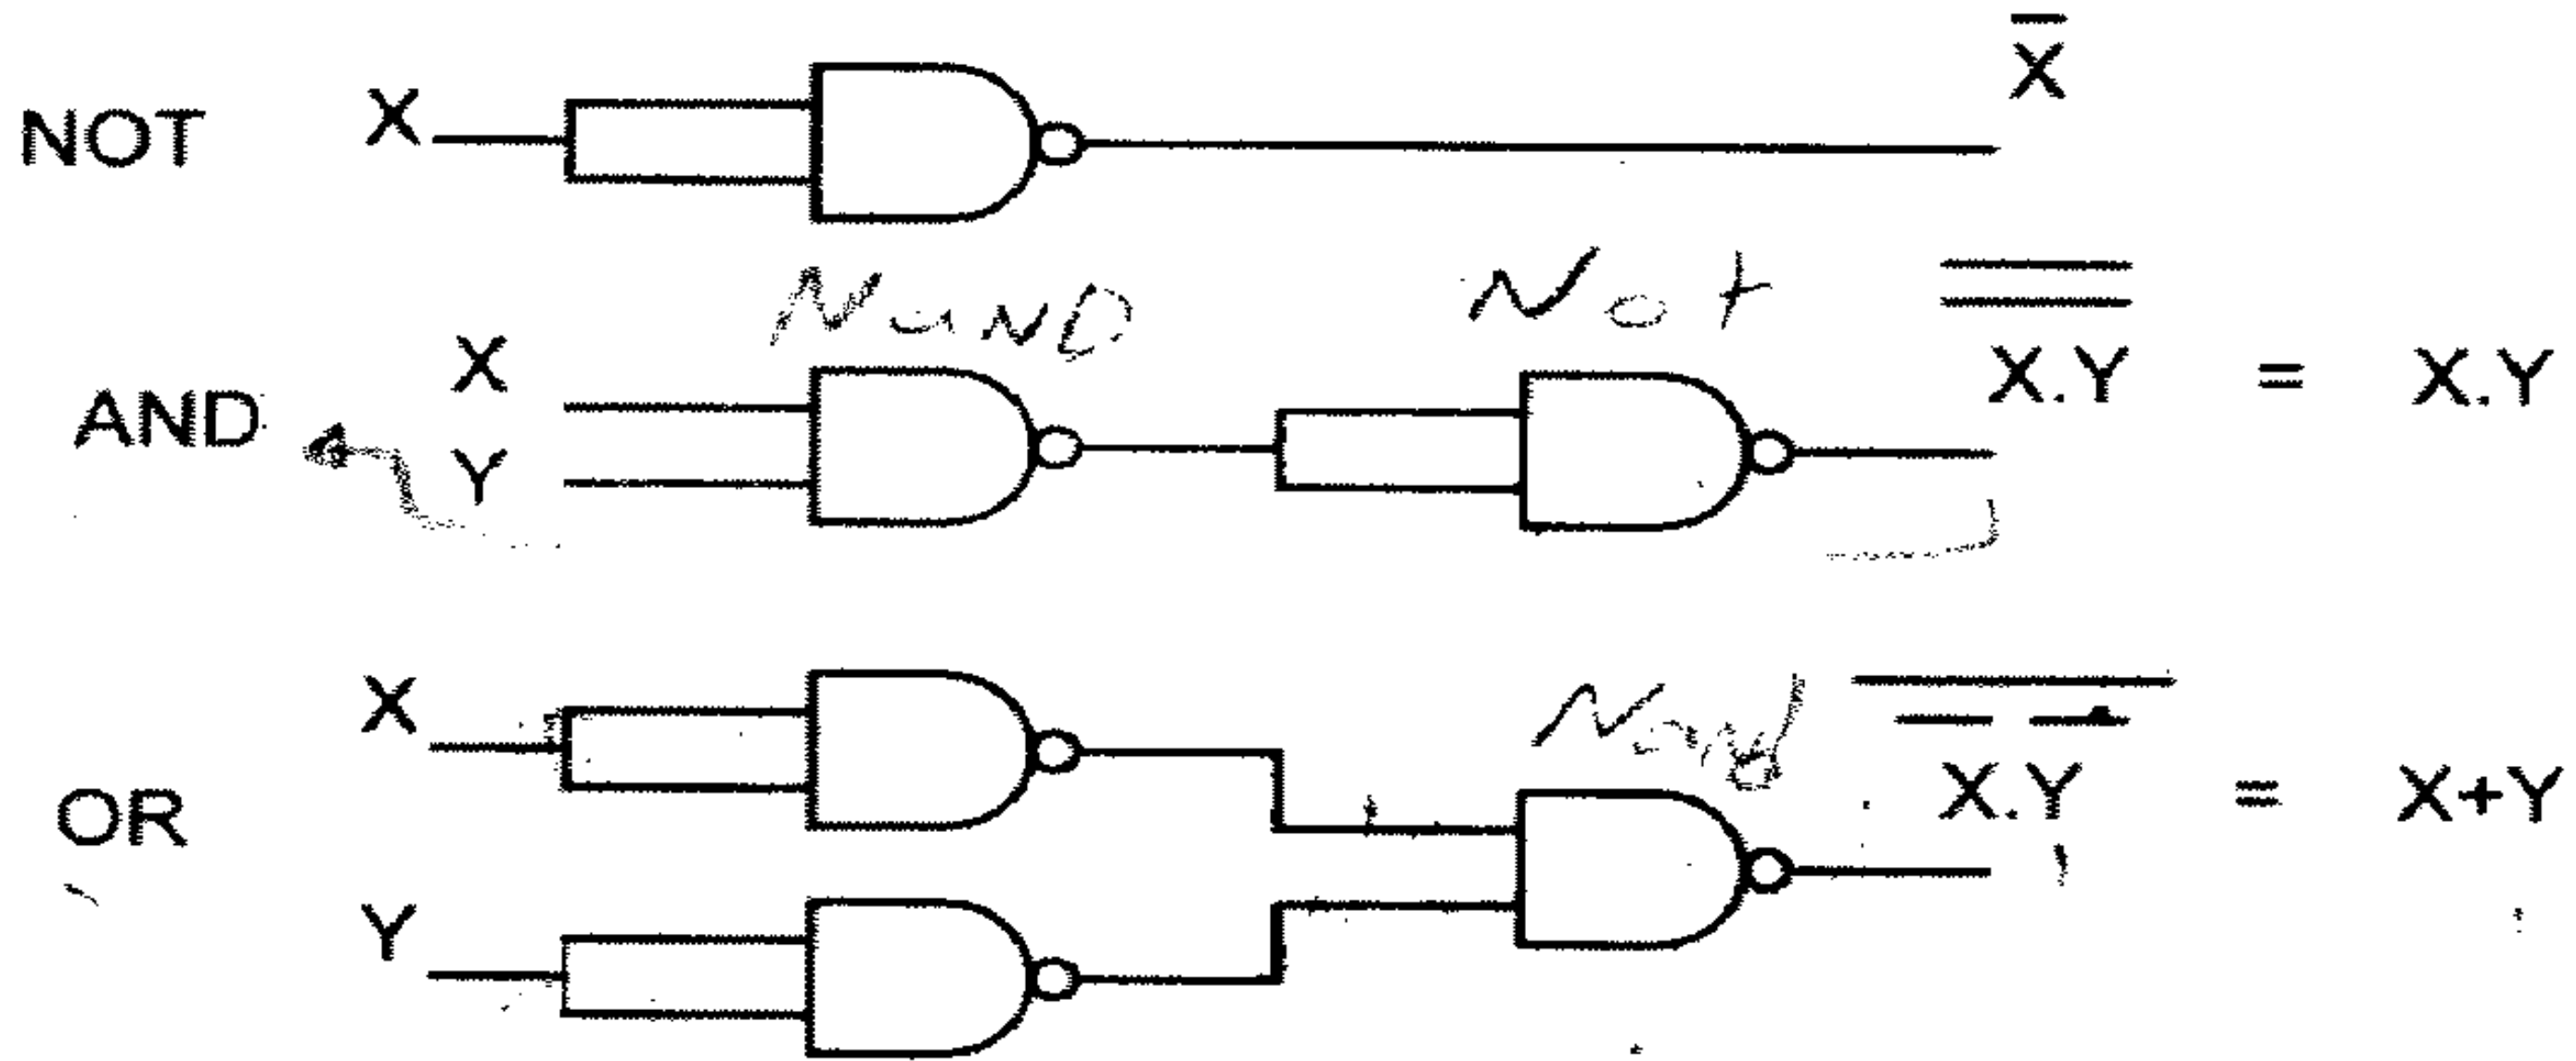 NOT X X̅
NaND Not
AND X Y X̿.̿Y̿ = X.Y
Nand
OR X Y X̅̅.̅Y̅̅ = X+Y